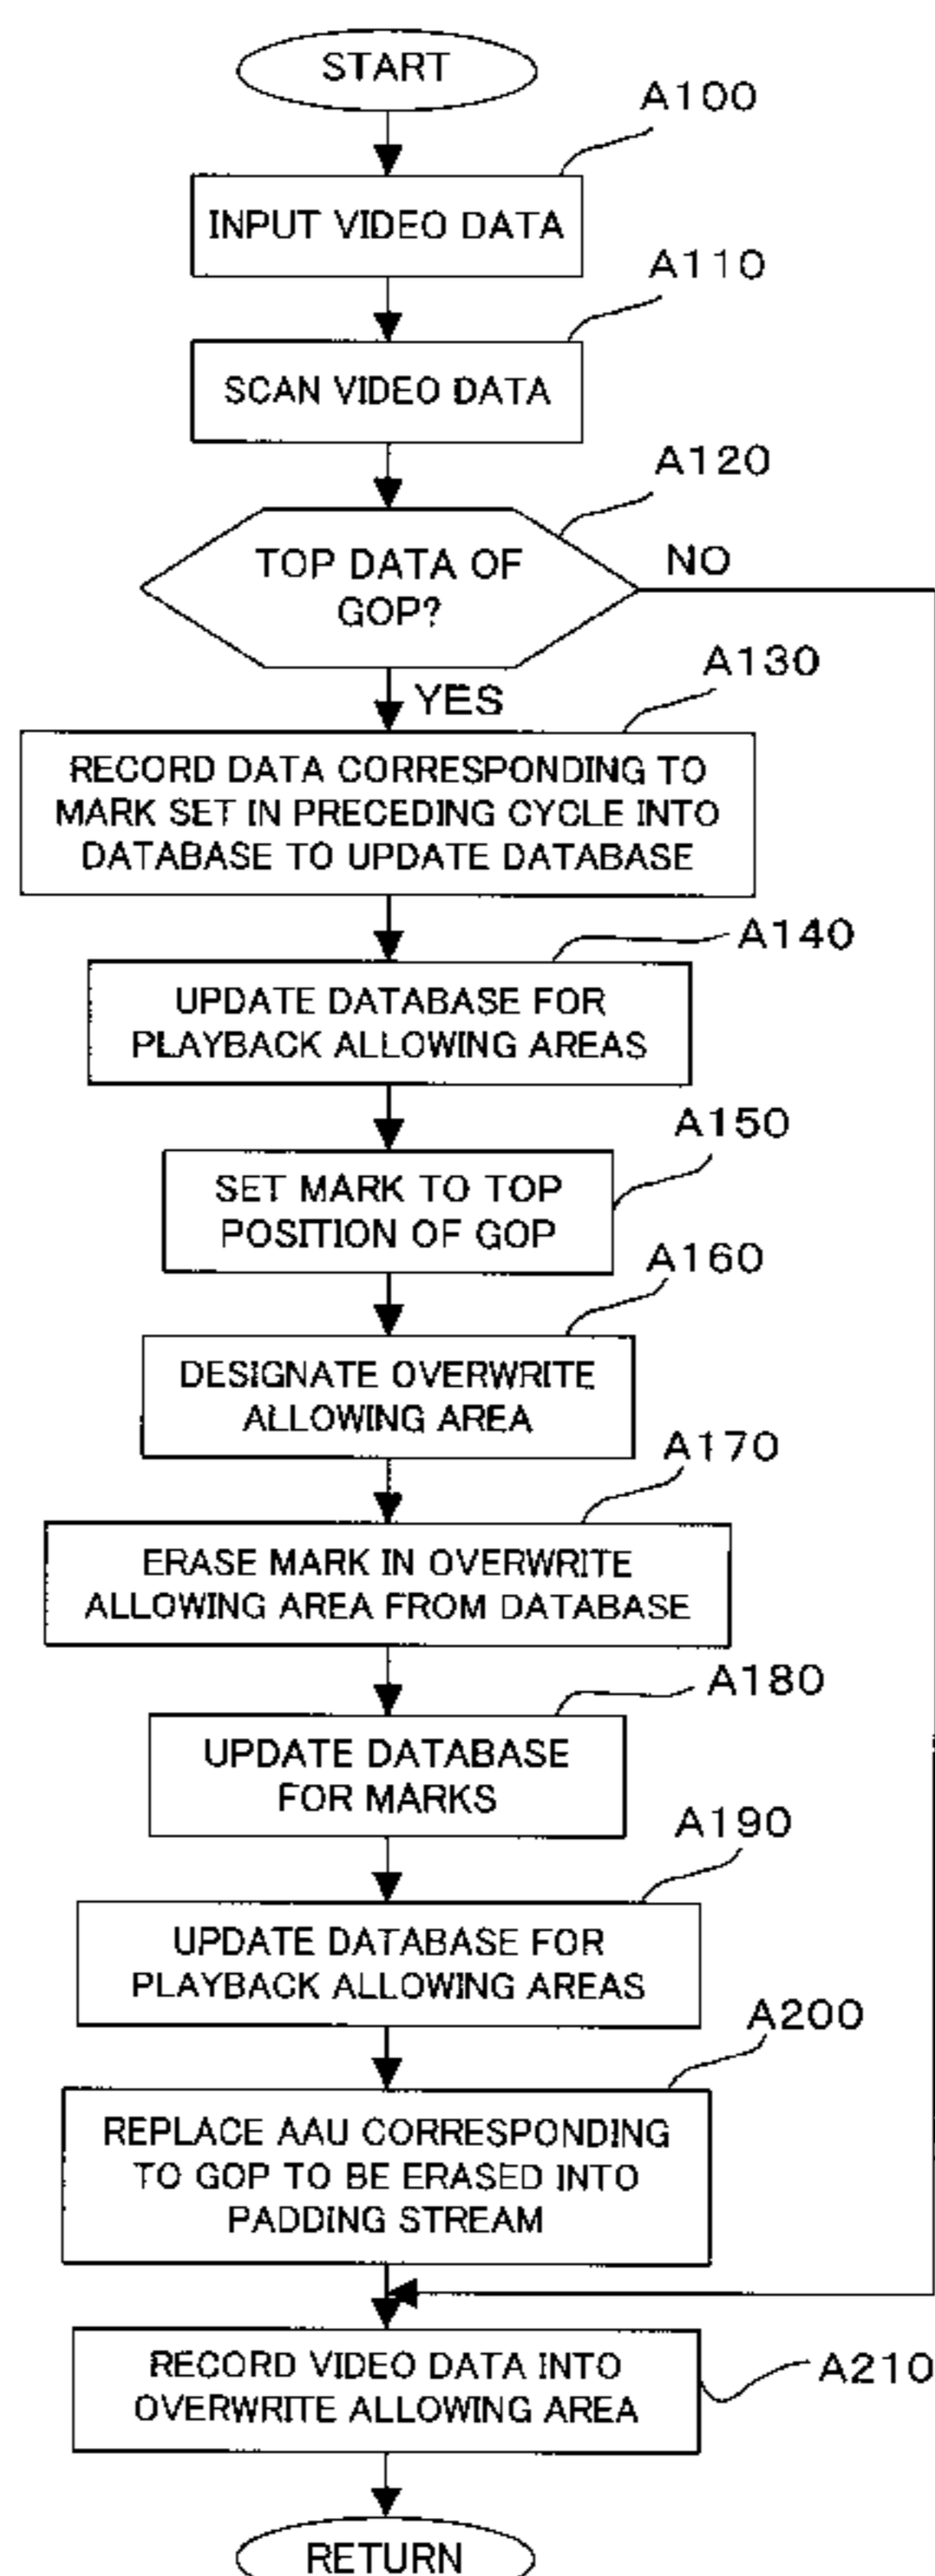 START
A100
INPUT VIDEO DATA
A110
SCAN VIDEO DATA
A120
TOP DATA OF
GOP?
NO
YES
A130
RECORD DATA CORRESPONDING TO
MARK SET IN PRECEDING CYCLE INTO
DATABASE TO UPDATE DATABASE
A140
UPDATE DATABASE FOR
PLAYBACK ALLOWING AREAS
A150
SET MARK TO TOP
POSITION OF GOP
A160
DESIGNATE OVERWRITE
ALLOWING AREA
A170
ERASE MARK IN OVERWRITE
ALLOWING AREA FROM DATABASE
A180
UPDATE DATABASE
FOR MARKS
A190
UPDATE DATABASE FOR
PLAYBACK ALLOWING AREAS
A200
REPLACE AAU CORRESPONDING
TO GOP TO BE ERASED INTO
PADDING STREAM
RECORD VIDEO DATA INTO
OVERWRITE ALLOWING AREA
A210
RETURN